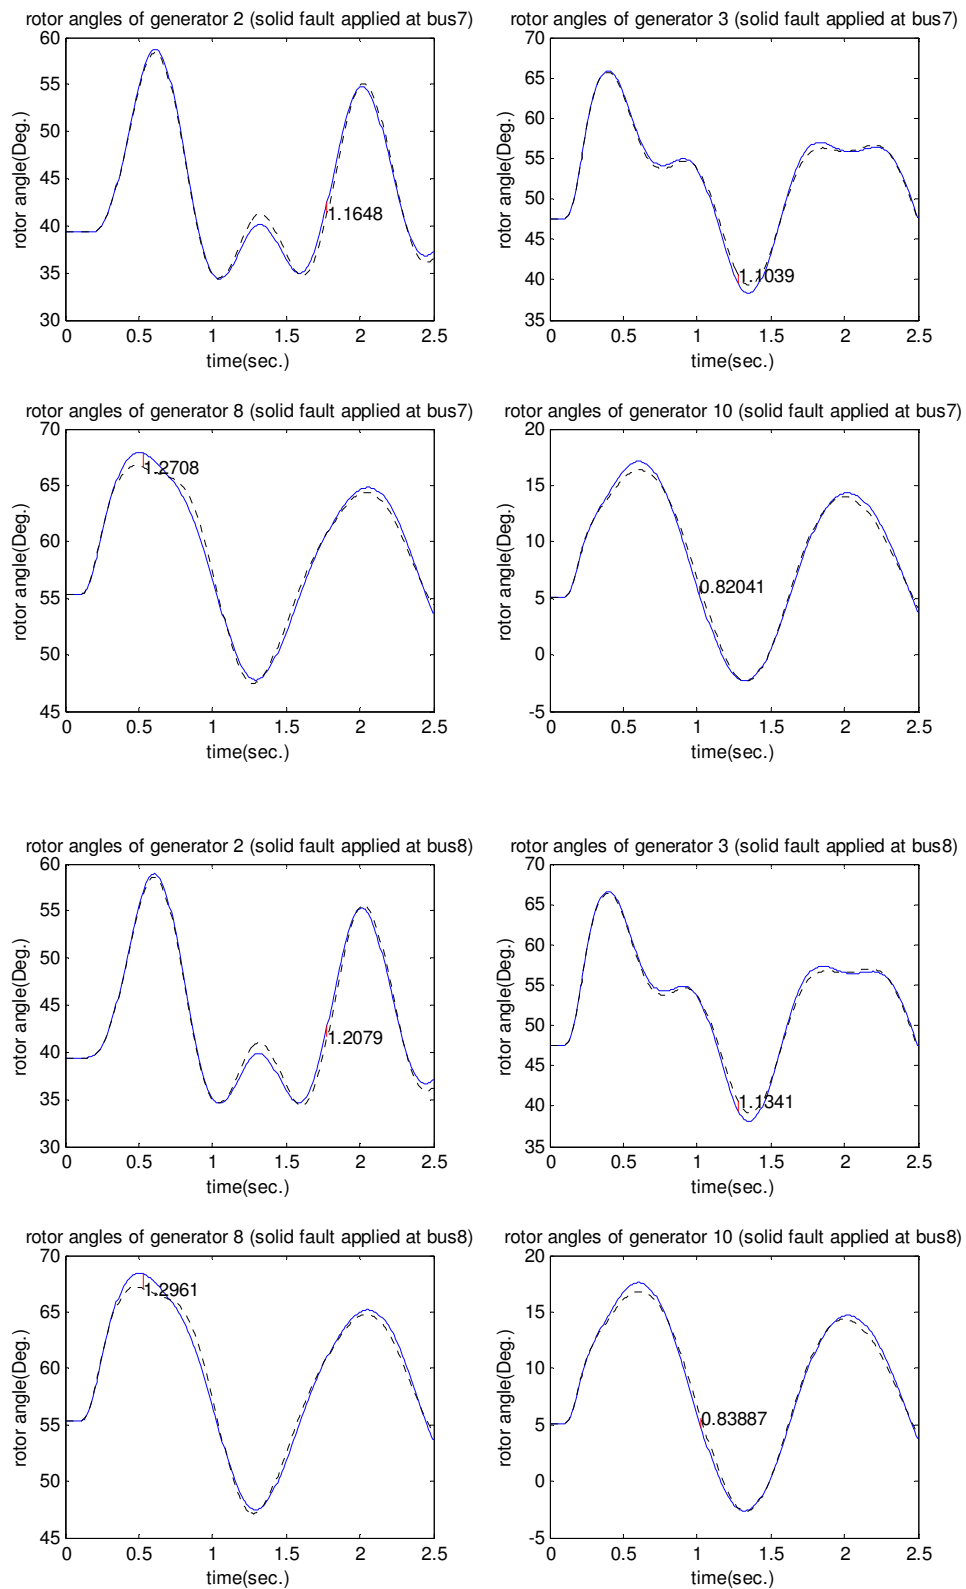 rotor angles of generator 2 (solid fault applied at bus7)
rotor angle(Deg.)
60
55
50
45
40
35
30
1.1648
0 0.5 1 1.5 2 2.5
time(sec.)
rotor angles of generator 3 (solid fault applied at bus7)
rotor angle(Deg.)
70
65
60
55
50
45
40
35
1.1039
0 0.5 1 1.5 2 2.5
time(sec.)
rotor angles of generator 8 (solid fault applied at bus7)
rotor angle(Deg.)
70
65
60
55
50
45
1.2708
0 0.5 1 1.5 2 2.5
time(sec.)
rotor angles of generator 10 (solid fault applied at bus7)
rotor angle(Deg.)
20
15
10
5
0
-5
0.82041
0 0.5 1 1.5 2 2.5
time(sec.)
rotor angles of generator 2 (solid fault applied at bus8)
rotor angle(Deg.)
60
55
50
45
40
35
30
1.2079
0 0.5 1 1.5 2 2.5
time(sec.)
rotor angles of generator 3 (solid fault applied at bus8)
rotor angle(Deg.)
70
65
60
55
50
45
40
35
1.1341
0 0.5 1 1.5 2 2.5
time(sec.)
rotor angles of generator 8 (solid fault applied at bus8)
rotor angle(Deg.)
70
65
60
55
50
45
1.2961
0 0.5 1 1.5 2 2.5
time(sec.)
rotor angles of generator 10 (solid fault applied at bus8)
rotor angle(Deg.)
20
15
10
5
0
-5
0.83887
0 0.5 1 1.5 2 2.5
time(sec.)